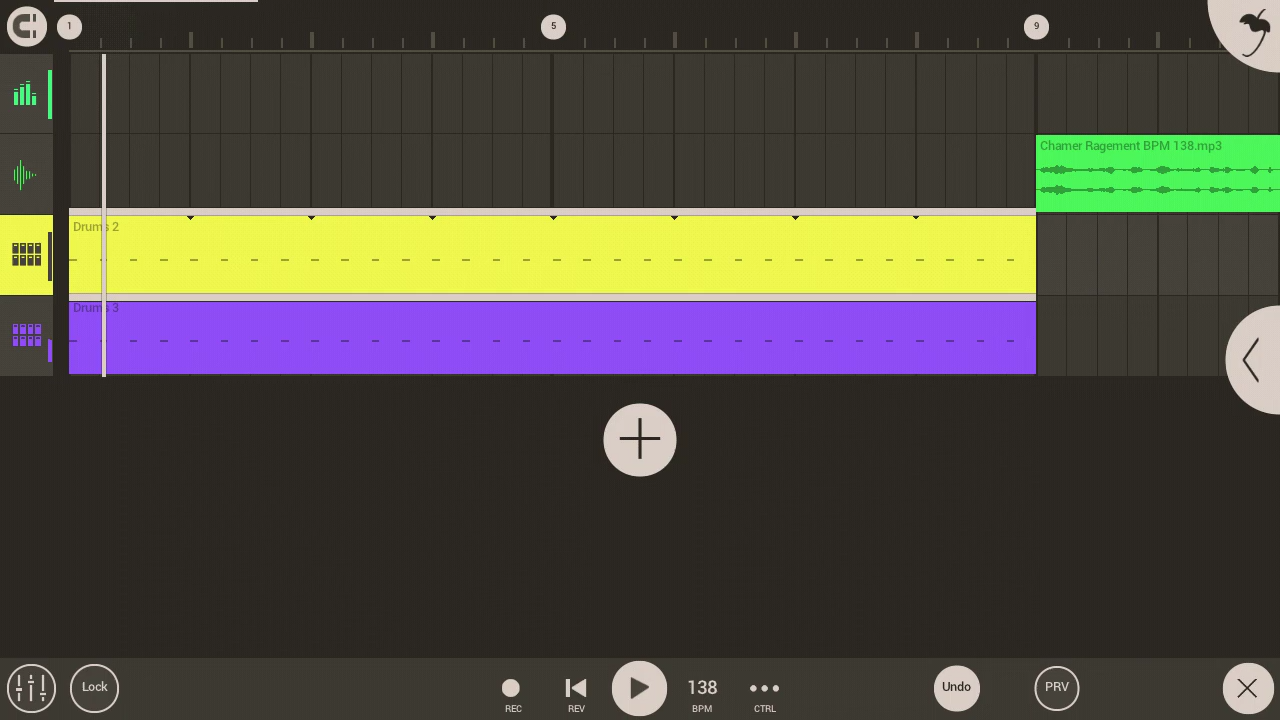 1
5
9
Chamer Ragement BPM 138.mp3
Drums 2
Drums 3
Lock
REC
REV
138
BPM
CTRL
Undo
PRV